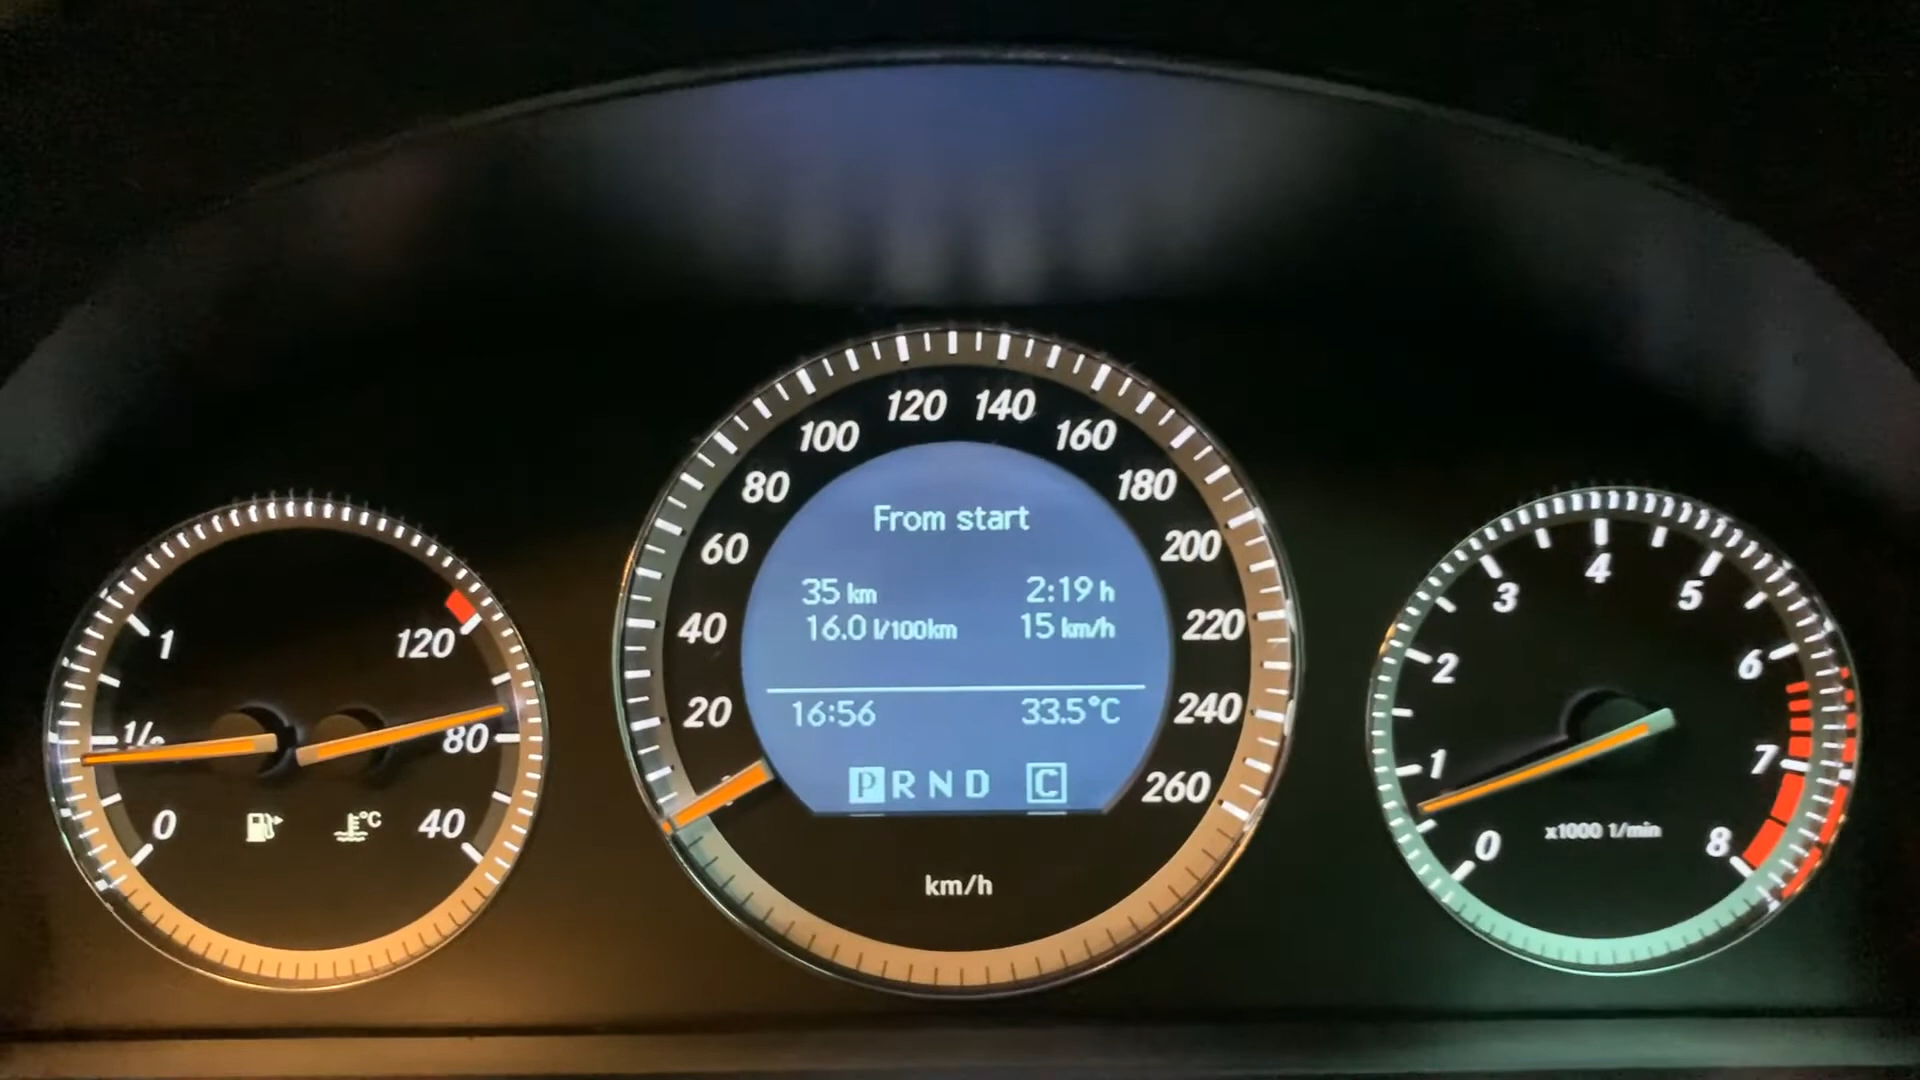 120 140
100 160
80 180
60 200
40 220
20 240
260
From start
35 km 2:19 h
16.0 l/100km 15 km/h
16:56 33.5°C
P R N D C
km/h
1 120
80
0 °C 40
4
3 5
2 6
1 7
0 x1000 1/min 8